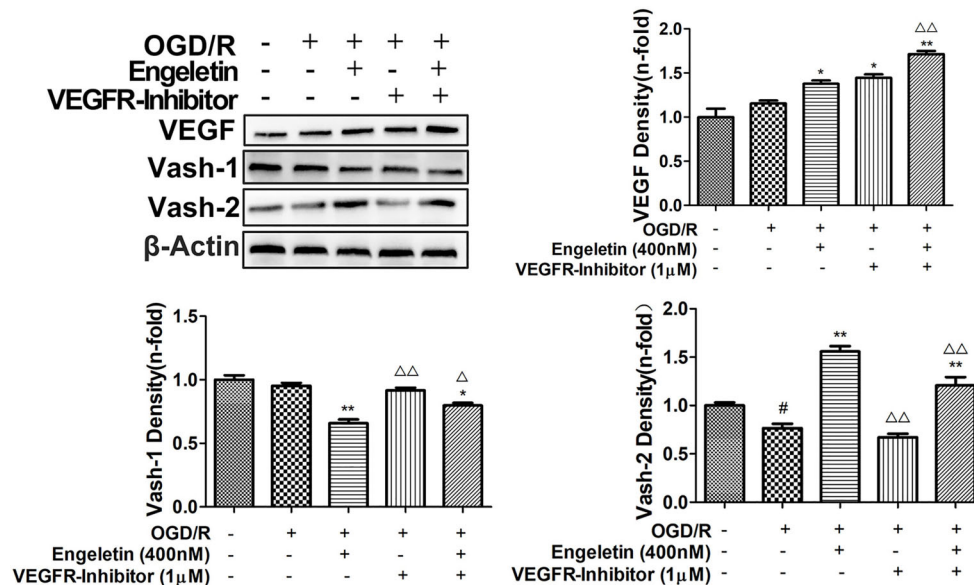 OGD/R - + + + +
Engeletin - - + - +
VEGFR-Inhibitor - - - + +
VEGF
Vash-1
Vash-2
β-Actin
VEGF Density(n-fold)
2.0
1.5
1.0
0.5
0.0
* * △△
**
OGD/R - + + + +
Engeletin (400nM) - - + - +
VEGFR-Inhibitor (1μM) - - - + +
Vash-1 Density(n-fold)
1.5
1.0
0.5
0.0
** △△ △
*
OGD/R - + + + +
Engeletin (400nM) - - + - +
VEGFR-Inhibitor (1μM) - - - + +
Vash-2 Density(n-fold)
2.0
1.5
1.0
0.5
0.0
# ** △△ △△
**
OGD/R - + + + +
Engeletin (400nM) - - + - +
VEGFR-Inhibitor (1μM) - - - + +